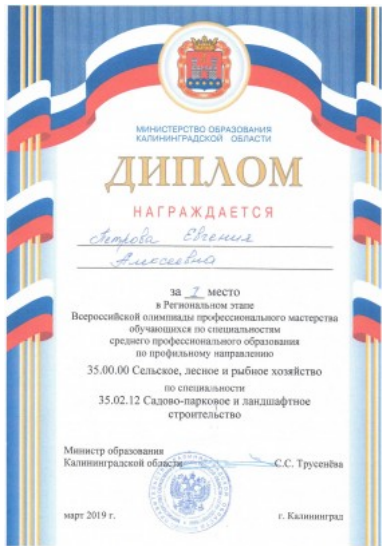 МИНИСТЕРСТВО ОБРАЗОВАНИЯ
КАЛИНИНГРАДСКОЙ ОБЛАСТИ
ДИПЛОМ
НАГРАЖДАЕТСЯ
Петрова Евгения
Алексеевна
за 1 место
в Региональном этапе
Всероссийской олимпиады профессионального мастерства
обучающихся по специальностям
среднего профессионального образования
по профильному направлению
35.00.00 Сельское, лесное и рыбное хозяйство
по специальности
35.02.12 Садово-парковое и ландшафтное
строительство
Министр образования
Калининградской области С.С. Трусенёва
март 2019 г. г. Калининград